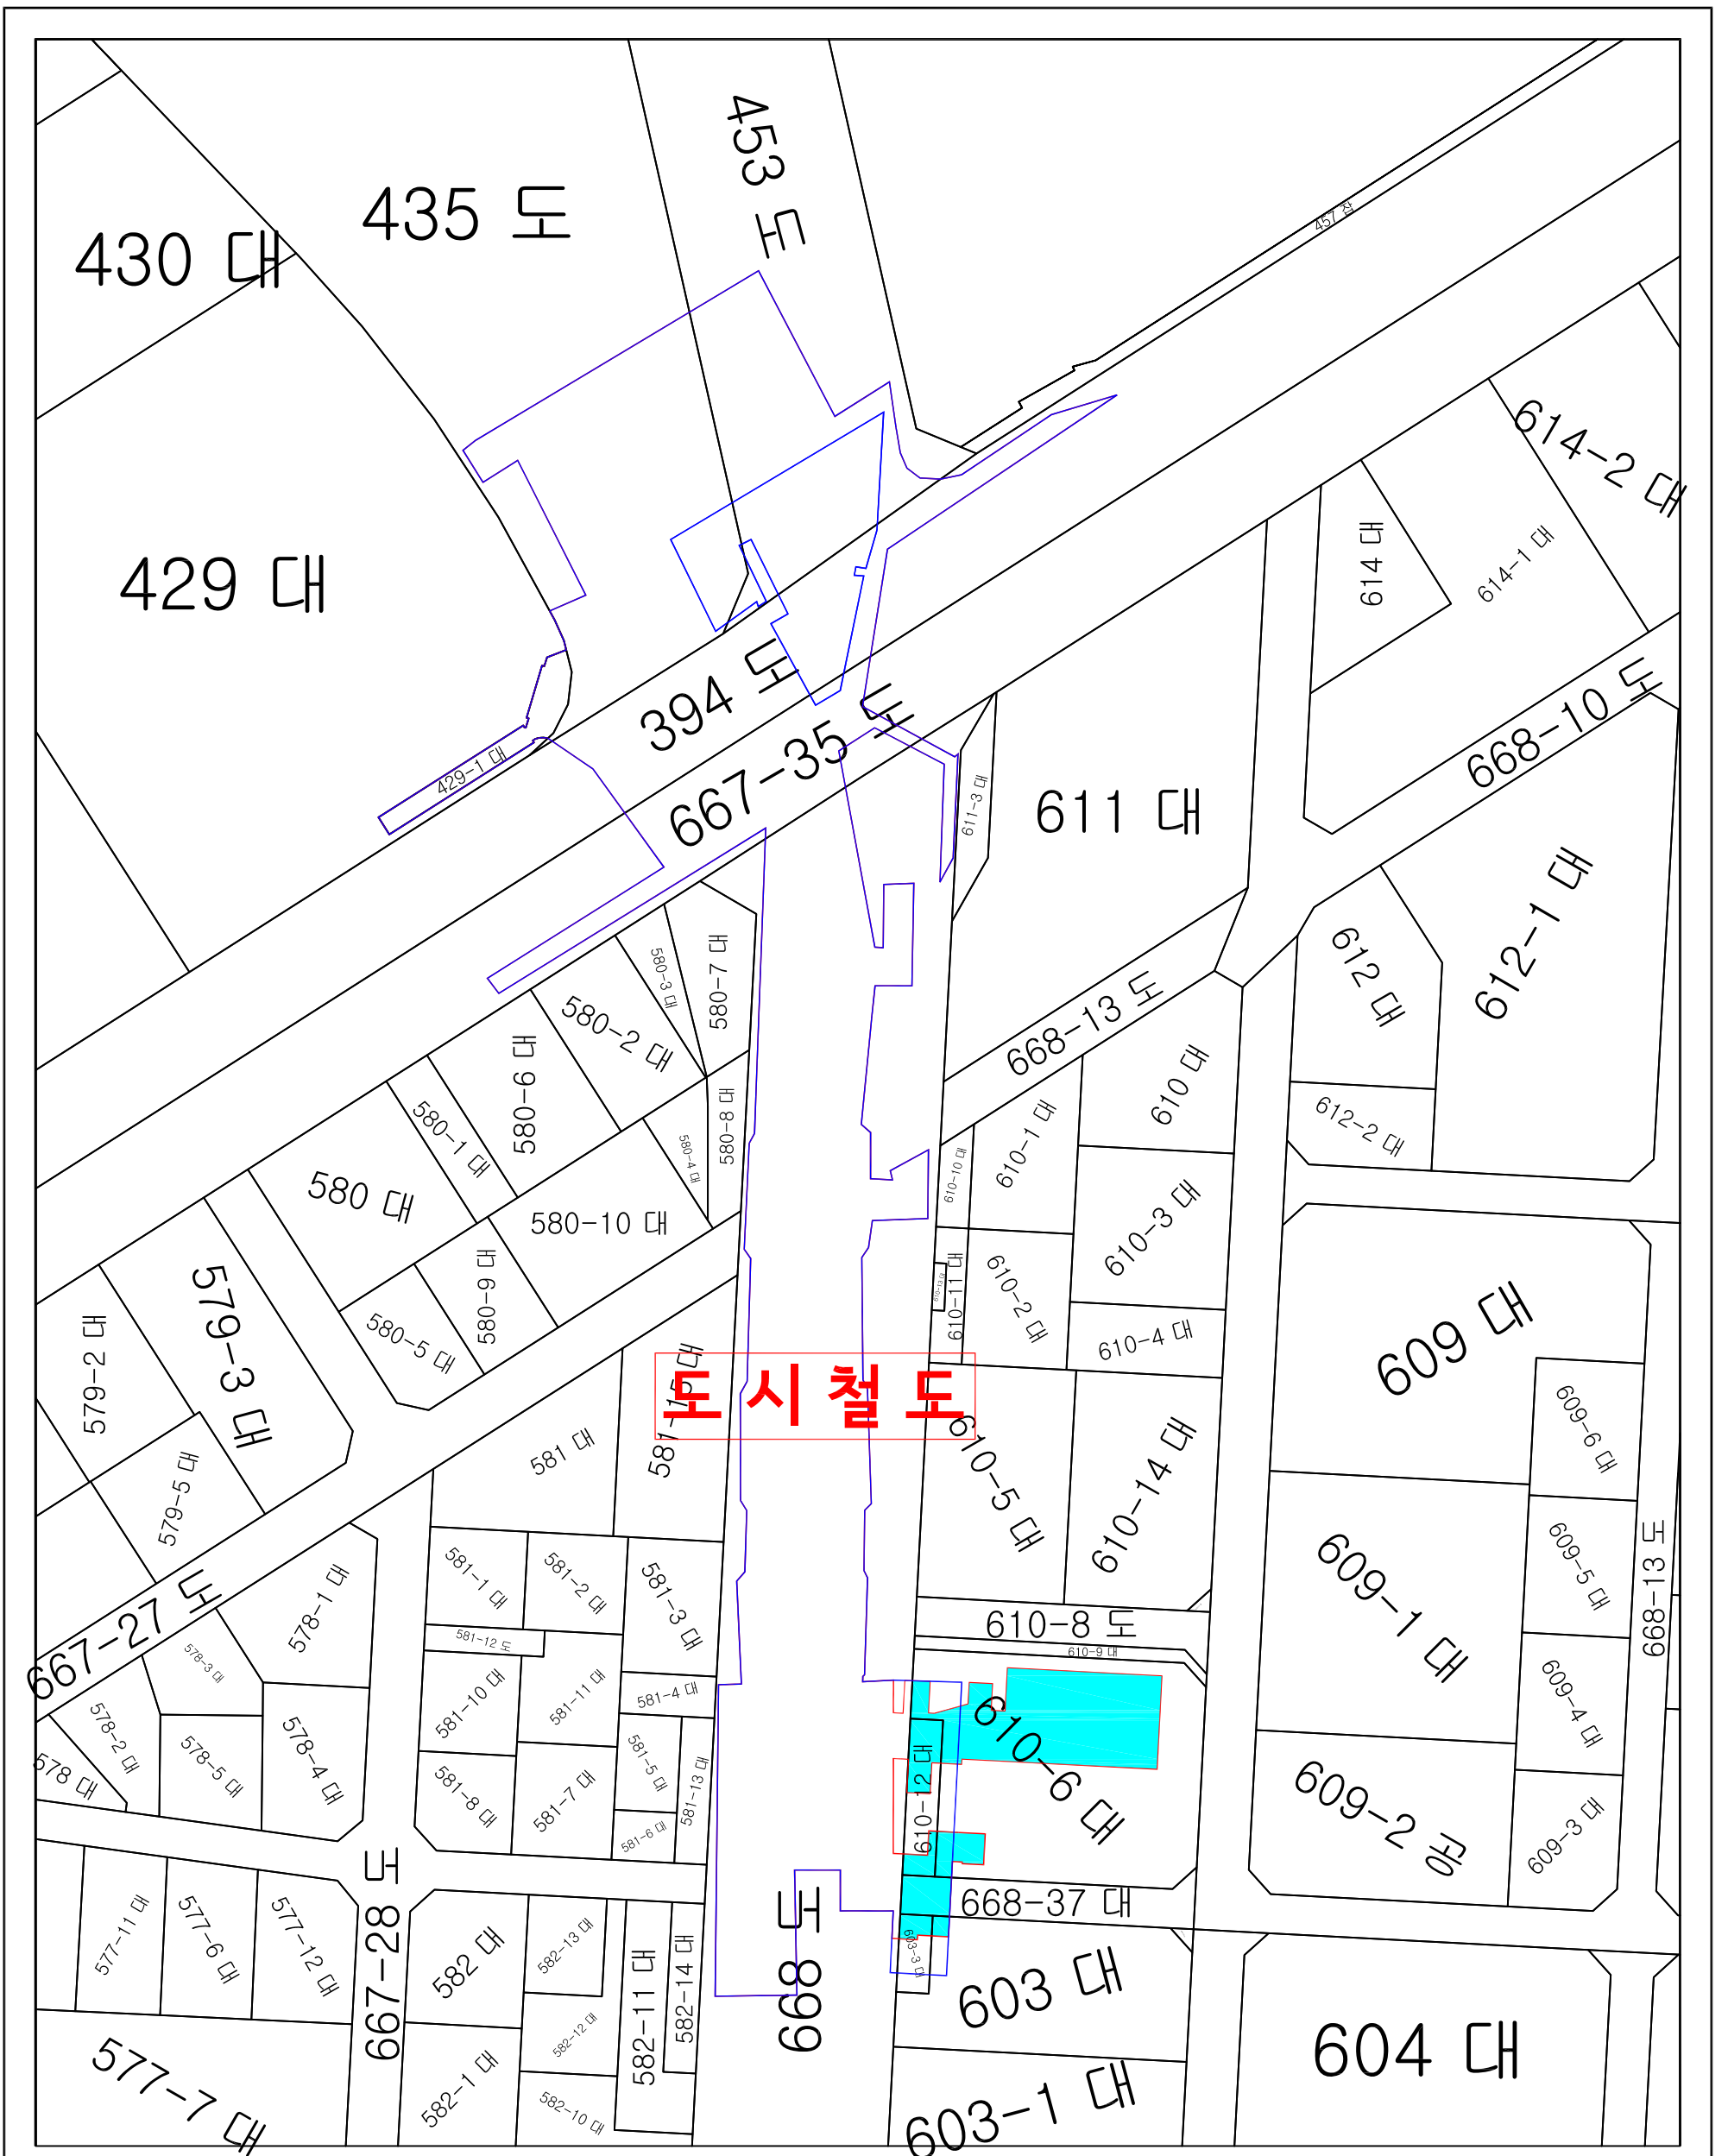 453 도
435 도
430 대
457 잡
614-2 대
429 대
614 대
614-1 대
394 도
668-10 도
667-35 도
429-1 대
611-3 대
611 대
612-1 대
612 대
580-7 대
580-3 대
580-2 대
668-13 도
580-6 대
610 대
580-1 대
580-8 대
612-2 대
610-1 대
580-4 대
610-10 대
580 대
580-10 대
610-3 대
580-9 대
610-11 대
610-13 대
610-2 대
579-3 대
579-2 대
580-5 대
610-4 대
609 대
581-15 대
도시철도
609-6 대
581 대
579-5 대
610-5 대
610-14 대
581-1 대
581-2 대
609-5 대
668-13 도
578-1 대
581-3 대
609-1 대
667-27 도
581-12 도
610-8 도
610-9 대
578-3 대
581-10 대
581-11 대
581-4 대
609-4 대
578-2 대
578-4 대
610-6 대
578-5 대
581-5 대
581-13 대
610-12 대
578 대
581-8 대
581-7 대
609-2 공
609-3 대
581-6 대
668-37 대
577-11 대
577-6 대
577-12 대
667-28 도
582 대
582-13 대
582-11 대
582-14 대
668 도
603-3 대
603 대
582-12 대
604 대
577-7 대
582-1 대
582-10 대
603-1 대